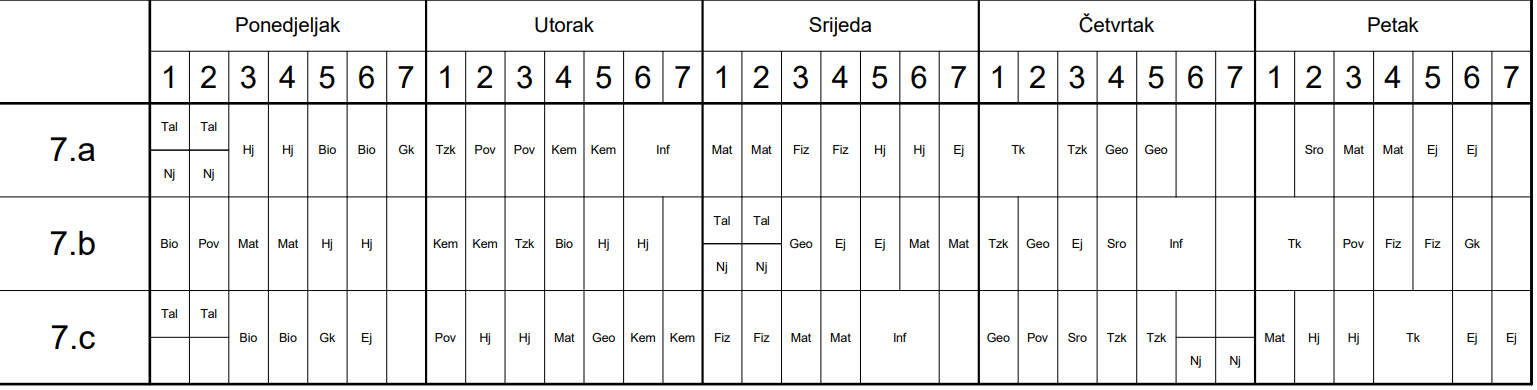 Ponedjeljak Utorak Srijeda Četvrtak Petak
1 2 3 4 5 6 7 1 2 3 4 5 6 7 1 2 3 4 5 6 7 1 2 3 4 5 6 7 1 2 3 4 5 6 7
Tal Tal
7.a Hj Hj Bio Bio Gk Tzk Pov Pov Kem Kem Inf Mat Mat Fiz Fiz Hj Hj Ej Tk Tzk Geo Geo Sro Mat Mat Ej Ej
Nj Nj
Tal Tal
7.b Bio Pov Mat Mat Hj Hj Kem Kem Tzk Bio Hj Hj Geo Ej Ej Mat Mat Tzk Geo Ej Sro Inf Tk Pov Fiz Fiz Gk
Nj Nj
Tal Tal
7.c Bio Bio Gk Ej Pov Hj Hj Mat Geo Kem Kem Fiz Fiz Mat Mat Inf Geo Pov Sro Tzk Tzk Mat Hj Hj Tk Ej Ej
Nj Nj